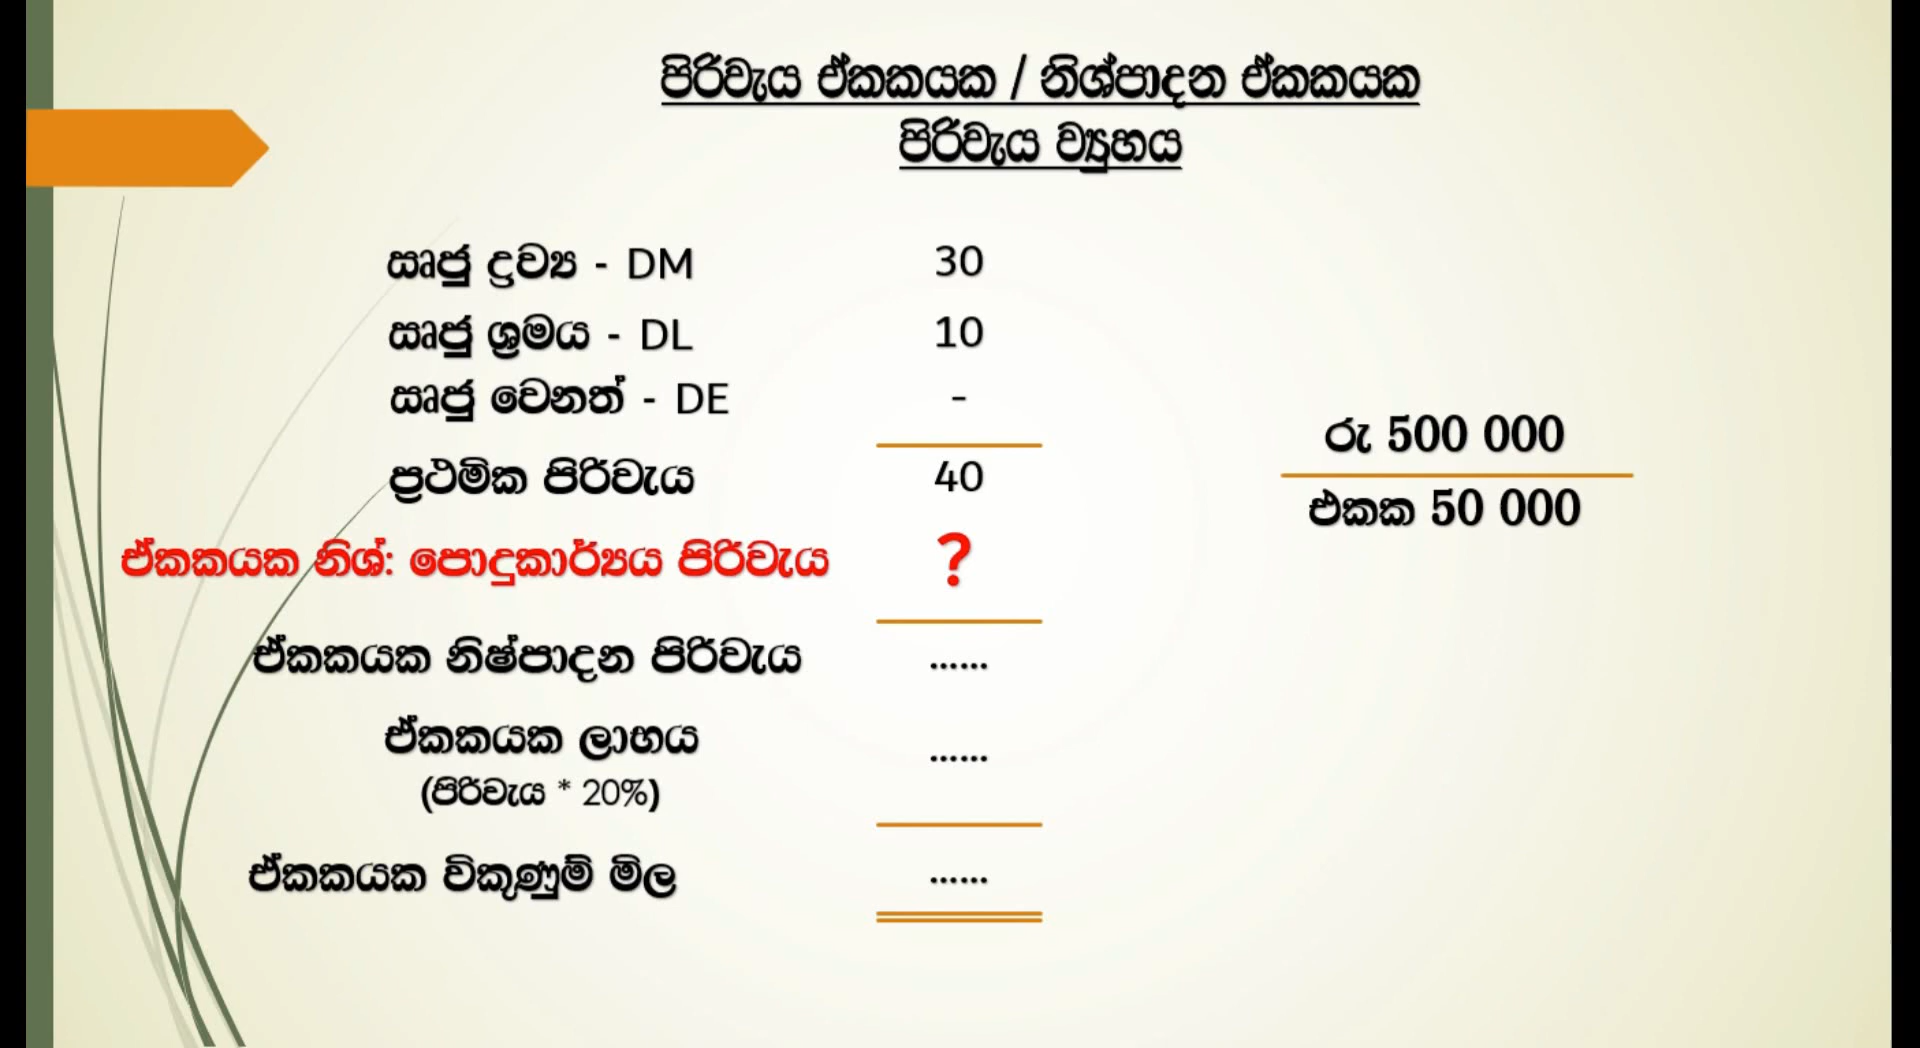 පිරිවැය ඒකකයක / නිශ්පාදන ඒකකයක
පිරිවැය ව්‍යුහය
සෘජු ද්‍රව්‍ය - DM 30
සෘජු ශ්‍රමය - DL 10
සෘජු වෙනත් - DE -
ප්‍රථමික පිරිවැය 40
ඒකකයක නිශ්: පොදුකාර්යය පිරිවැය ?
ඒකකයක නිෂ්පාදන පිරිවැය ......
ඒකකයක ලාභය ......
(පිරිවැය * 20%)
ඒකකයක විකුණුම් මිල ......
රු 500 000
එකක 50 000